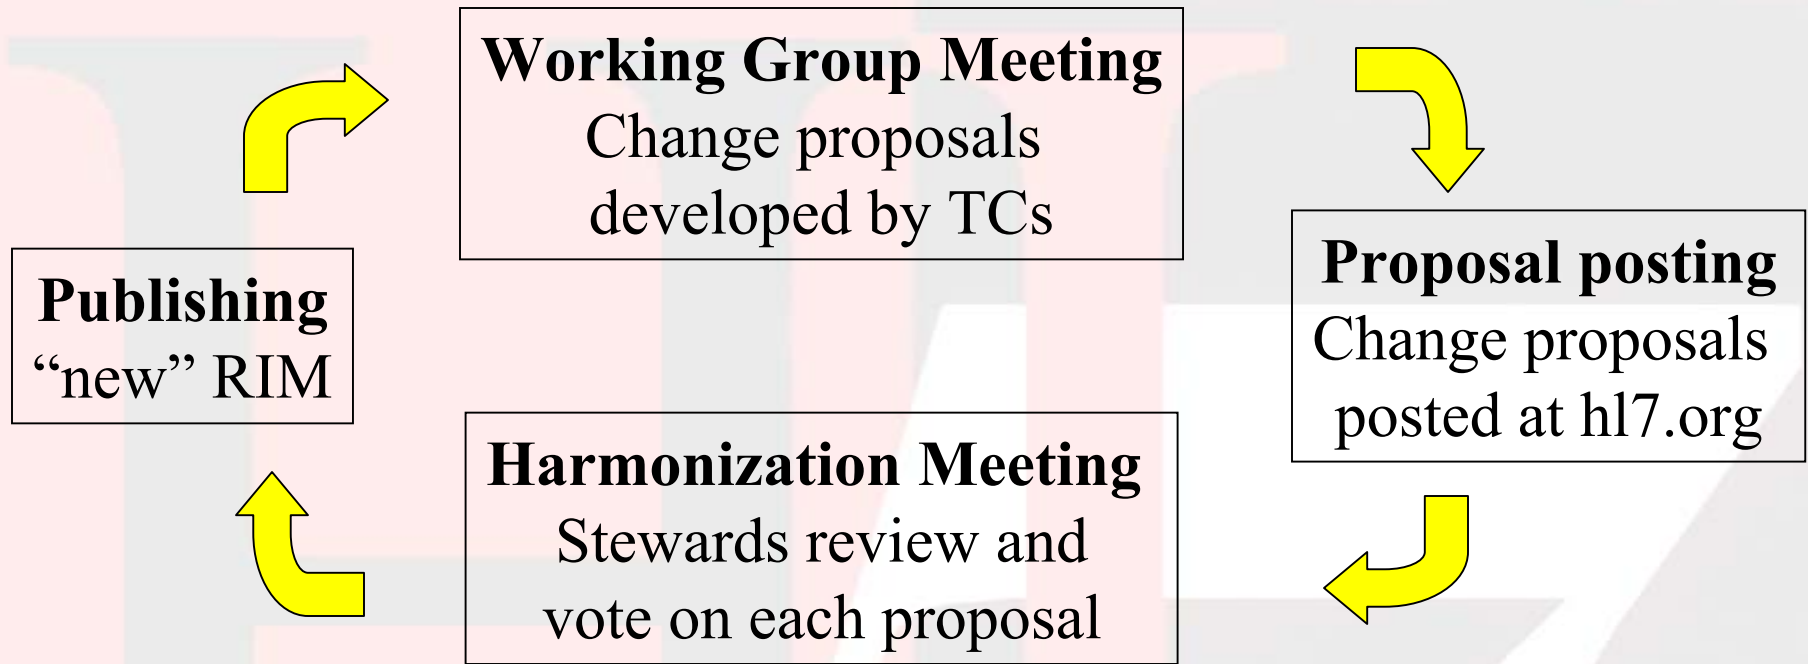 Working Group Meeting
Change proposals
developed by TCs
Proposal posting
Change proposals
posted at hl7.org
Harmonization Meeting
Stewards review and
vote on each proposal
Publishing
“new” RIM